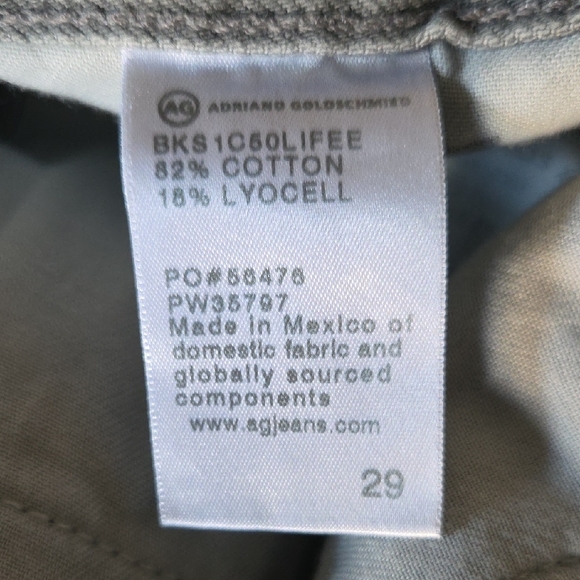 AG ADRIANO GOLDSCHMIED
BKS1C50LIFEE
82% COTTON
18% LYOCELL
PO#56476
PW35797
Made in Mexico of
domestic fabric and
globally sourced
components
www.agjeans.com
29